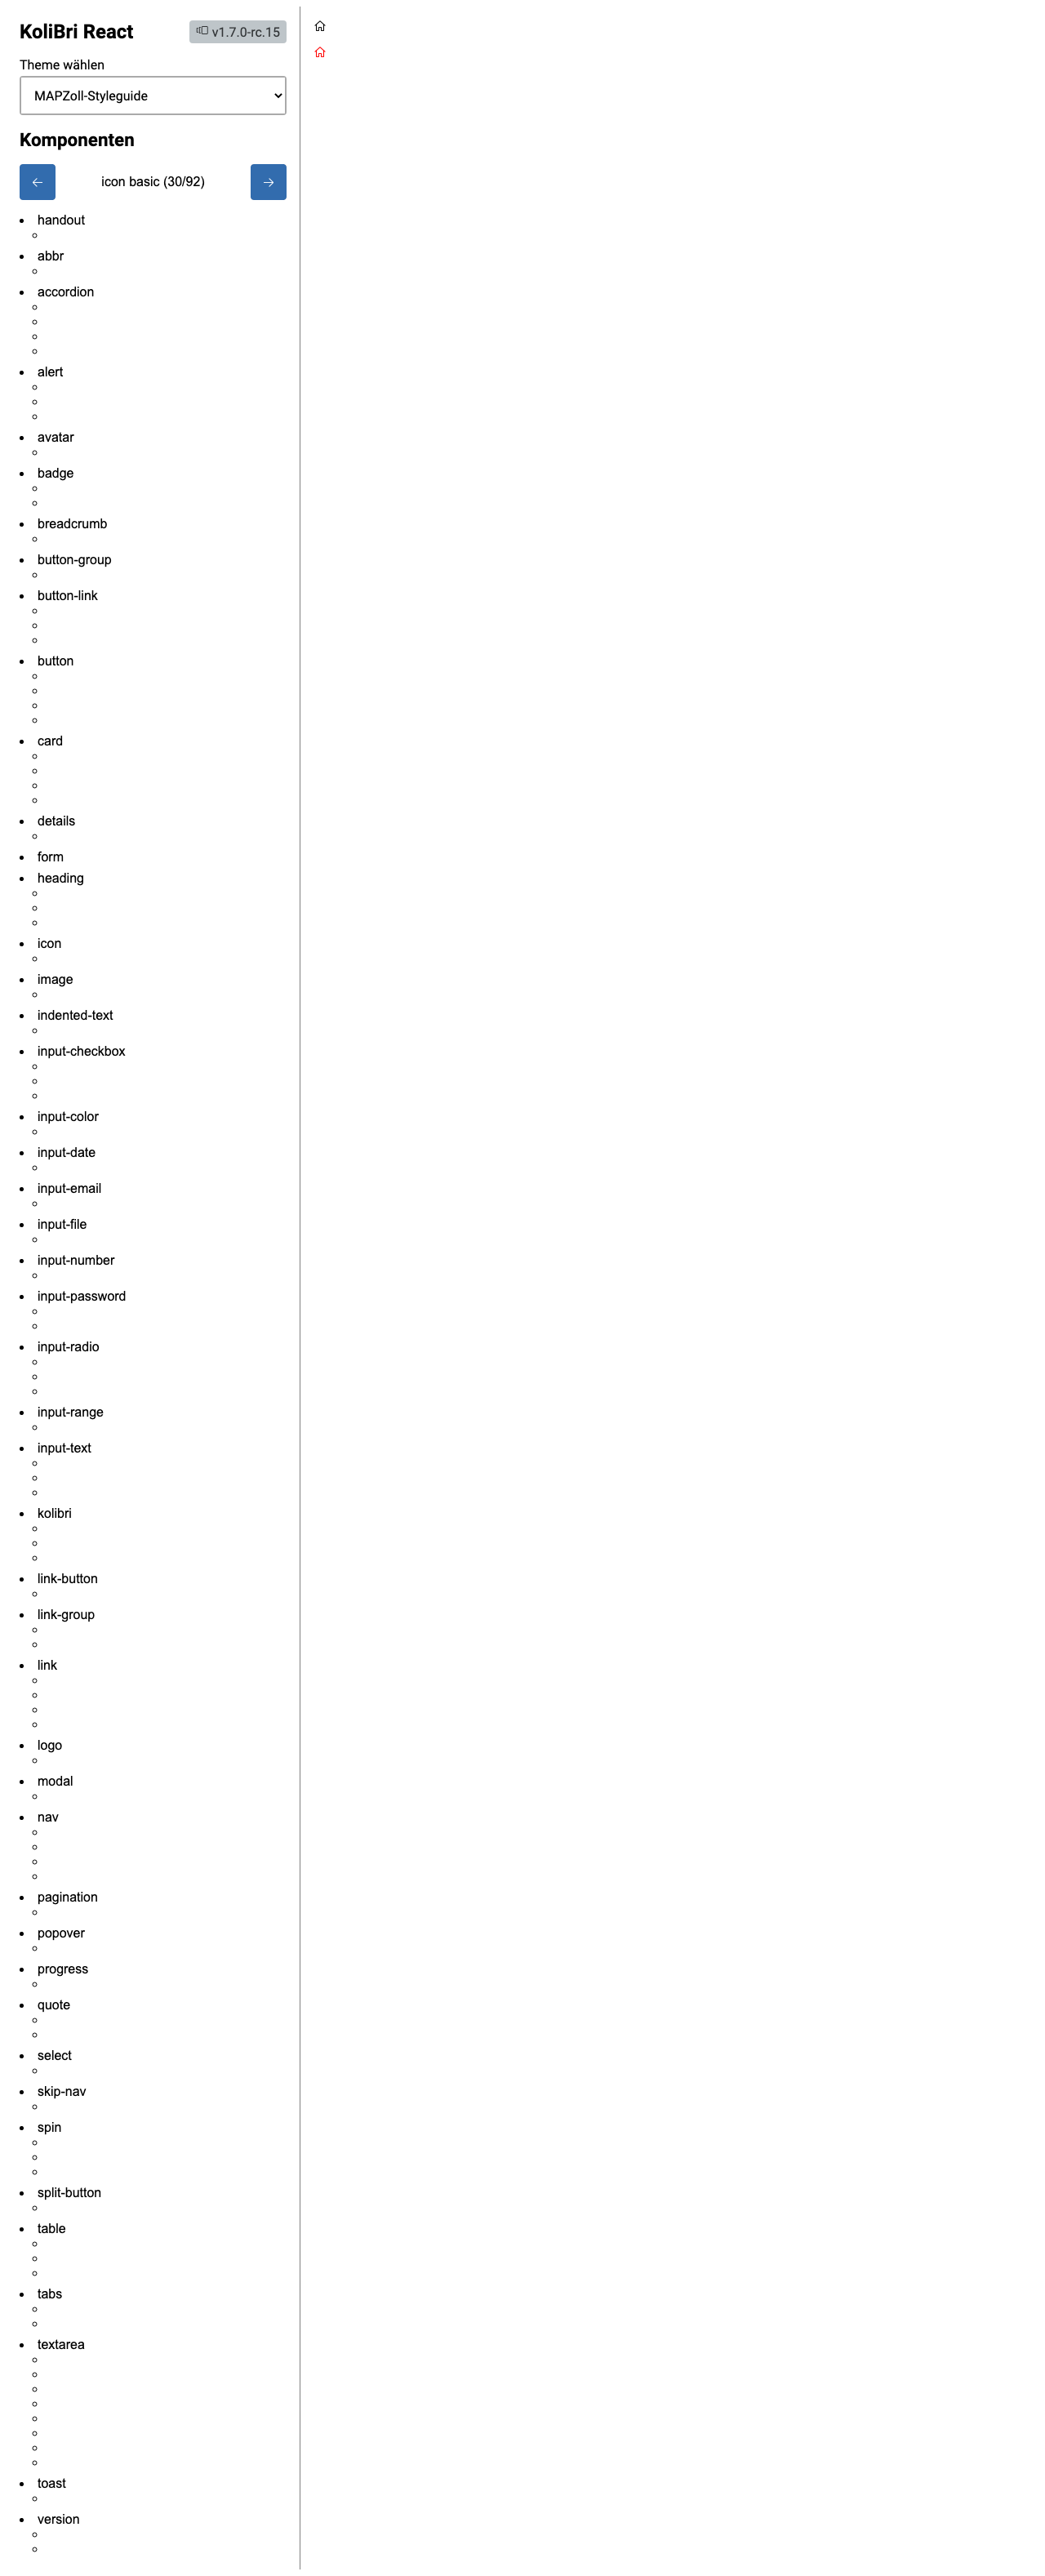 KoliBri React
v1.7.0-rc.15
Theme wählen
MAPZoll-Styleguide
Komponenten
icon basic (30/92)
handout
abbr
accordion
alert
avatar
badge
breadcrumb
button-group
button-link
button
card
details
form
heading
icon
image
indented-text
input-checkbox
input-color
input-date
input-email
input-file
input-number
input-password
input-radio
input-range
input-text
kolibri
link-button
link-group
link
logo
modal
nav
pagination
popover
progress
quote
select
skip-nav
spin
split-button
table
tabs
textarea
toast
version